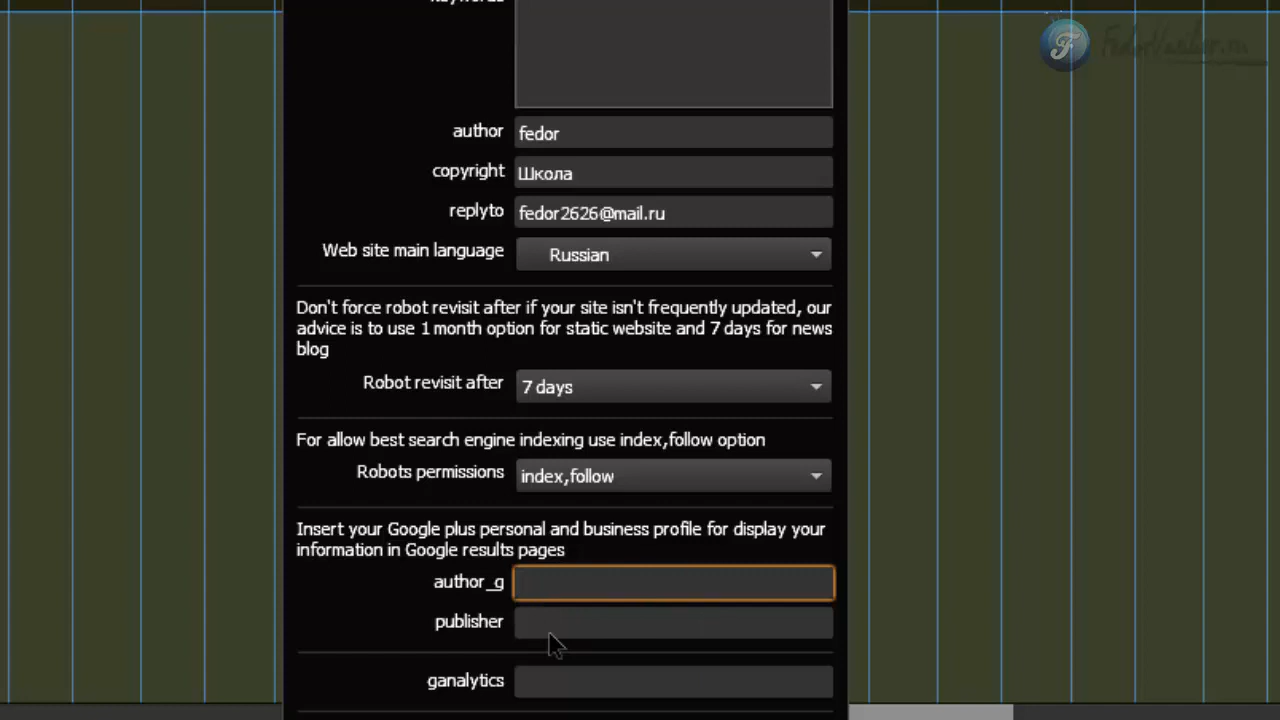 author
fedor
copyright
Школа
replyto
fedor2626@mail.ru
Web site main language
Russian
Don't force robot revisit after if your site isn't frequently updated, our
advice is to use 1 month option for static website and 7 days for news
blog
Robot revisit after
7 days
For allow best search engine indexing use index,follow option
Robots permissions
index,follow
Insert your Google plus personal and business profile for display your
information in Google results pages
author_g
publisher
ganalytics